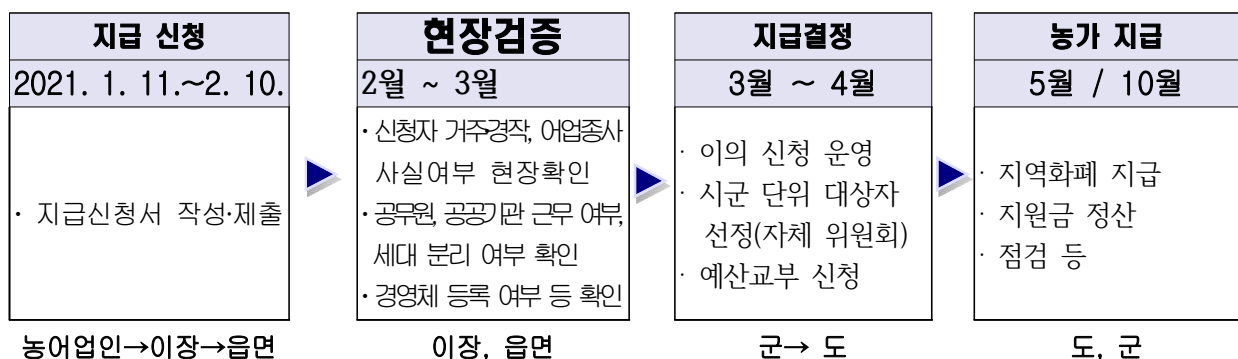 지급 신청
2021. 1. 11.~2. 10.
· 지급신청서 작성·제출
농어업인→이장→읍면
현장검증
2월 ~ 3월
· 신청자 거주·경작, 어업종사
사실여부 현장확인
· 공무원, 공공기관 근무 여부,
세대 분리 여부 확인
· 경영체 등록 여부 등 확인
이장, 읍면
지급결정
3월 ~ 4월
· 이의 신청 운영
· 시군 단위 대상자
선정(자체 위원회)
· 예산교부 신청
군→ 도
농가 지급
5월 / 10월
· 지역화폐 지급
· 지원금 정산
· 점검 등
도, 군